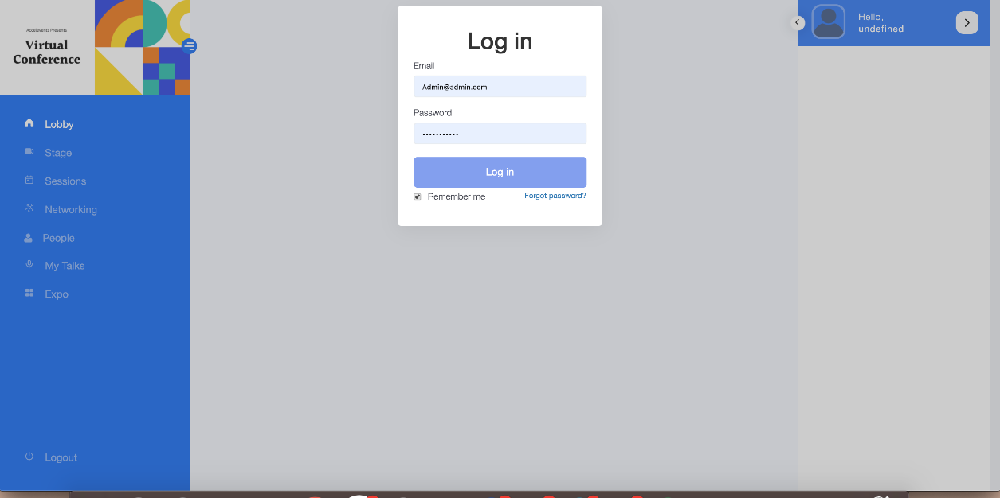 Accelevents Presents
Virtual
Conference
Lobby
Stage
Sessions
Networking
People
My Talks
Expo
Logout
Log in
Email
Admin@admin.com
Password
•••••••••••
Log in
Remember me
Forgot password?
Hello,
undefined